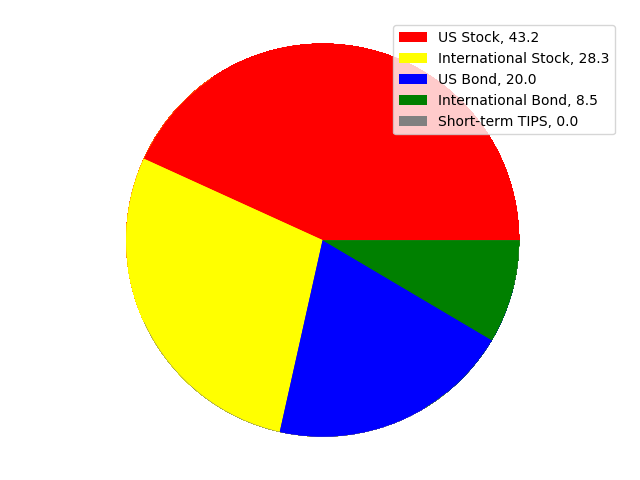 US Stock, 43.2
International Stock, 28.3
US Bond, 20.0
International Bond, 8.5
Short-term TIPS, 0.0